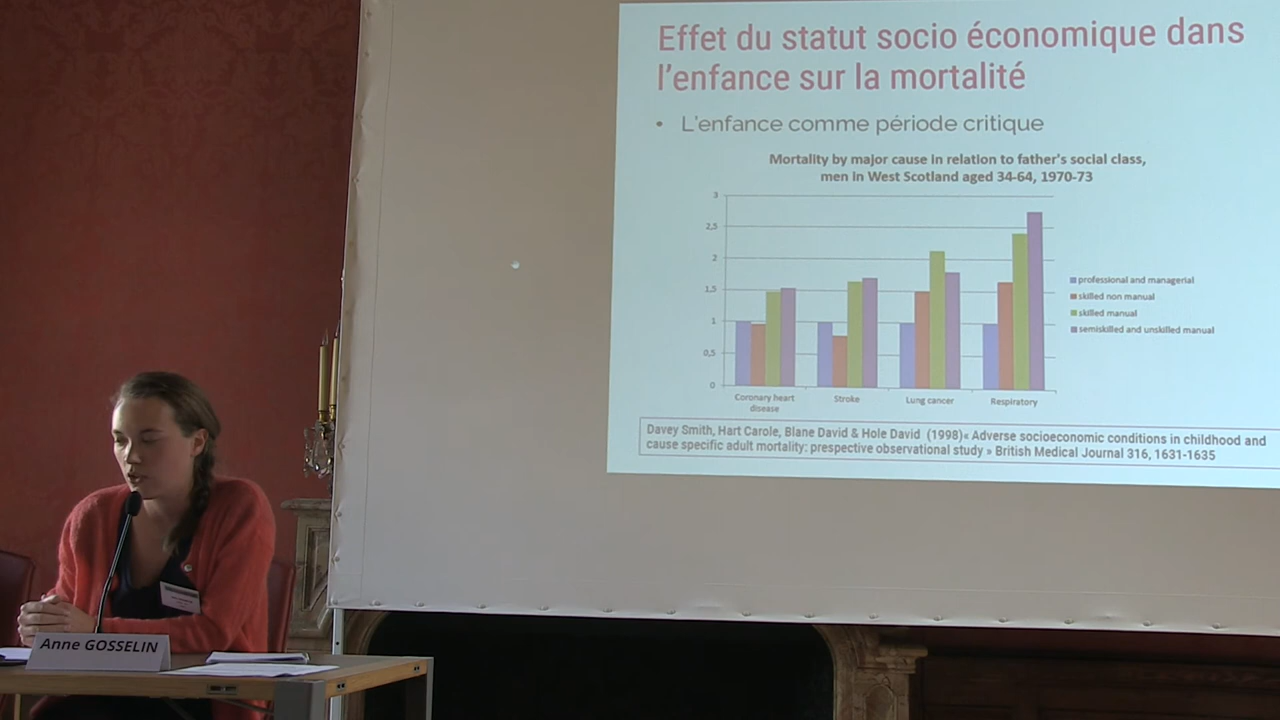 Effet du statut socio économique dans
l'enfance sur la mortalité
• L'enfance comme période critique
Mortality by major cause in relation to father's social class,
men in West Scotland aged 34-64, 1970-73
3
2,5
2
1,5
1
0,5
0
Coronary heart
disease
Stroke
Lung cancer
Respiratory
professional and managerial
skilled non manual
skilled manual
semiskilled and unskilled manual
Davey Smith, Hart Carole, Blane David & Hole David (1998)« Adverse socioeconomic conditions in childhood and
cause specific adult mortality: prespective observational study » British Medical Journal 316, 1631-1635
Anne GOSSELIN